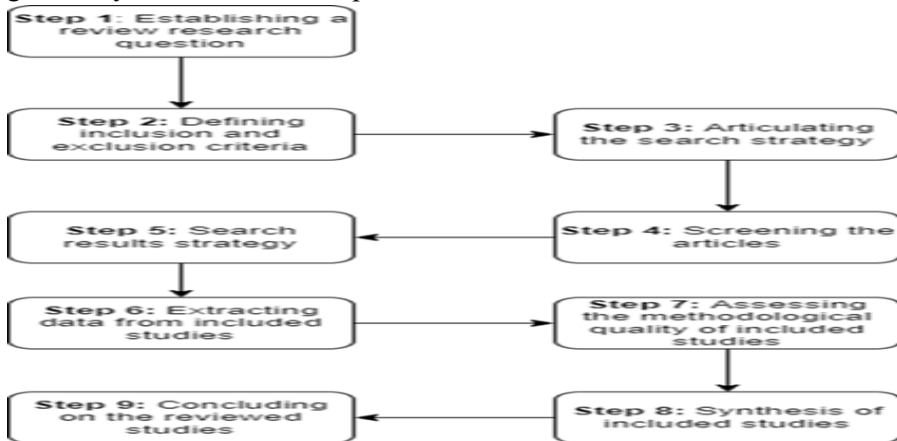 Step 1: Establishing a
review research
question
Step 2: Defining
inclusion and
exclusion criteria
Step 3: Articulating
the search strategy
Step 4: Screening the
articles
Step 5: Search
results strategy
Step 6: Extracting
data from included
studies
Step 7: Assessing
the methodological
quality of included
studies
Step 8: Synthesis of
included studies
Step 9: Concluding
on the reviewed
studies